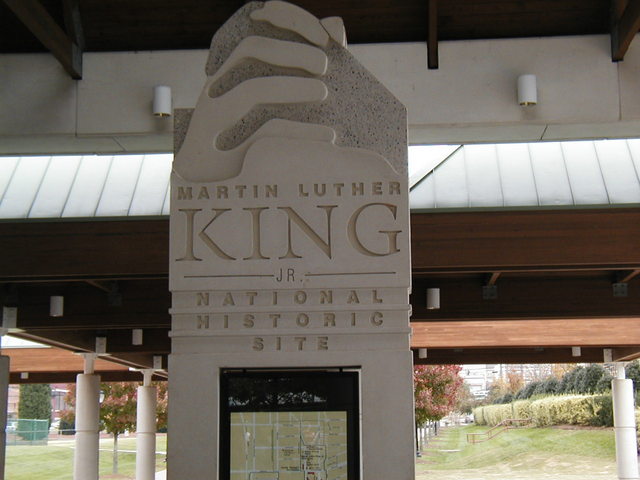 MARTIN LUTHER
KING
JR.
NATIONAL
HISTORIC
SITE